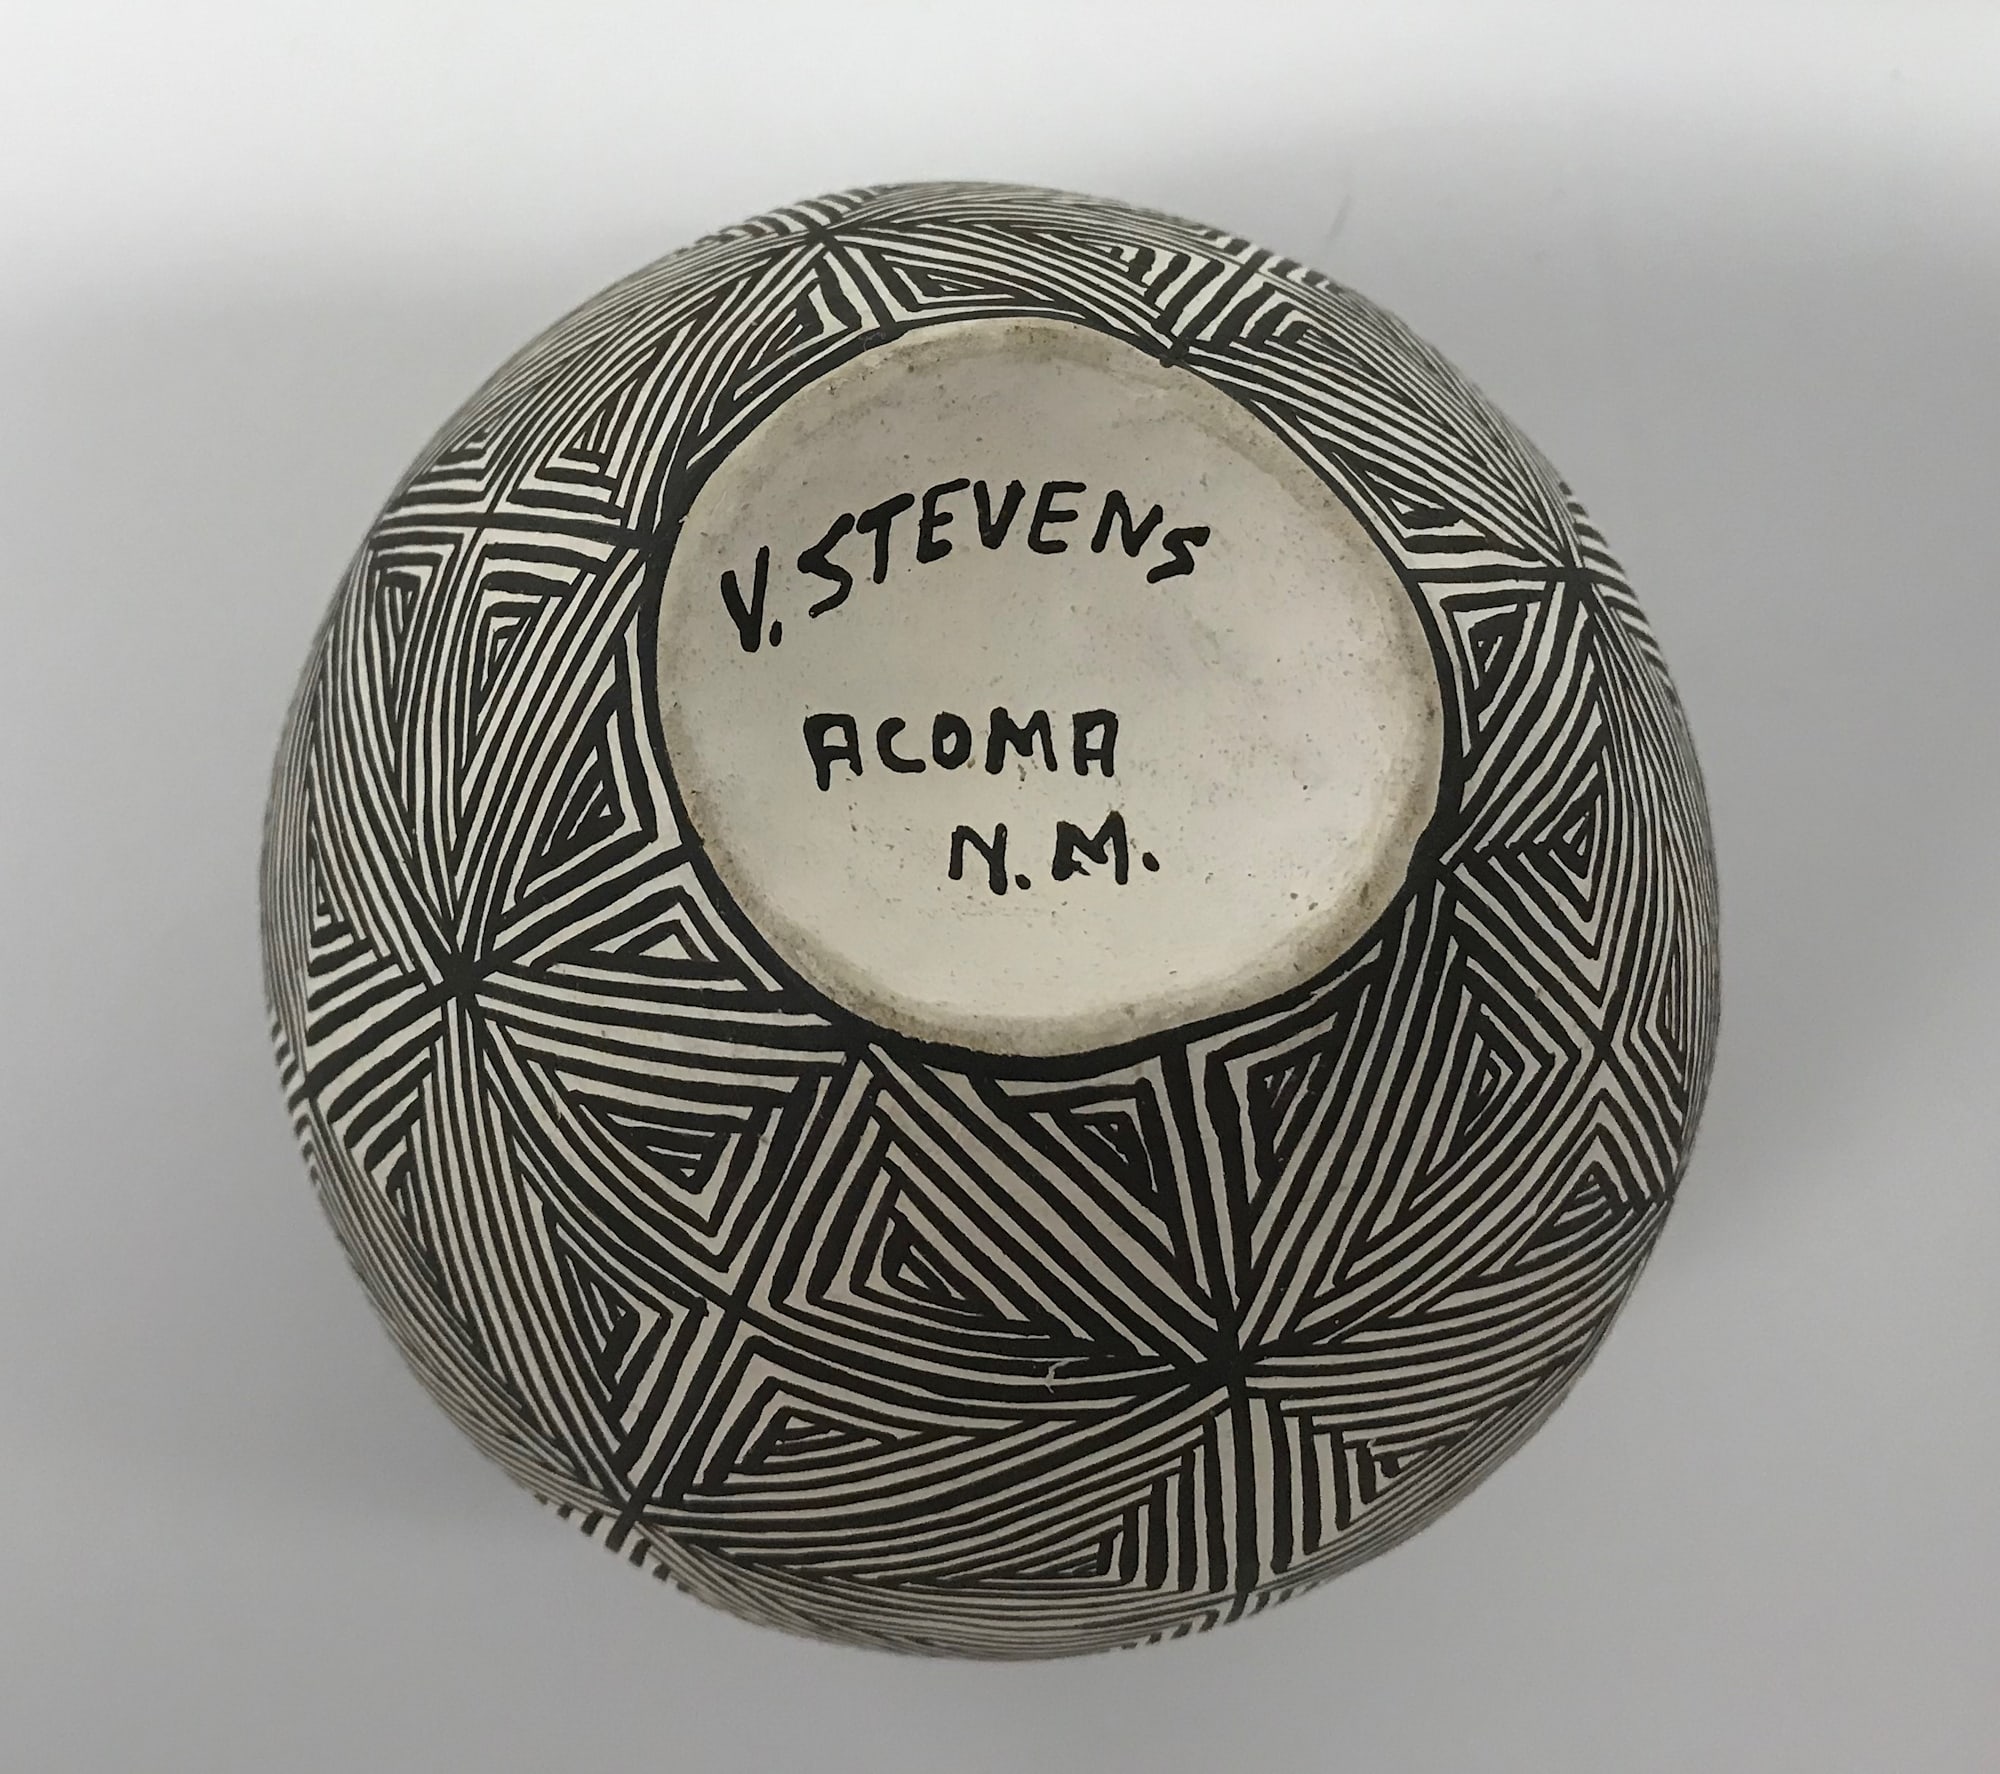 V. STEVENS
ACOMA
N.M.